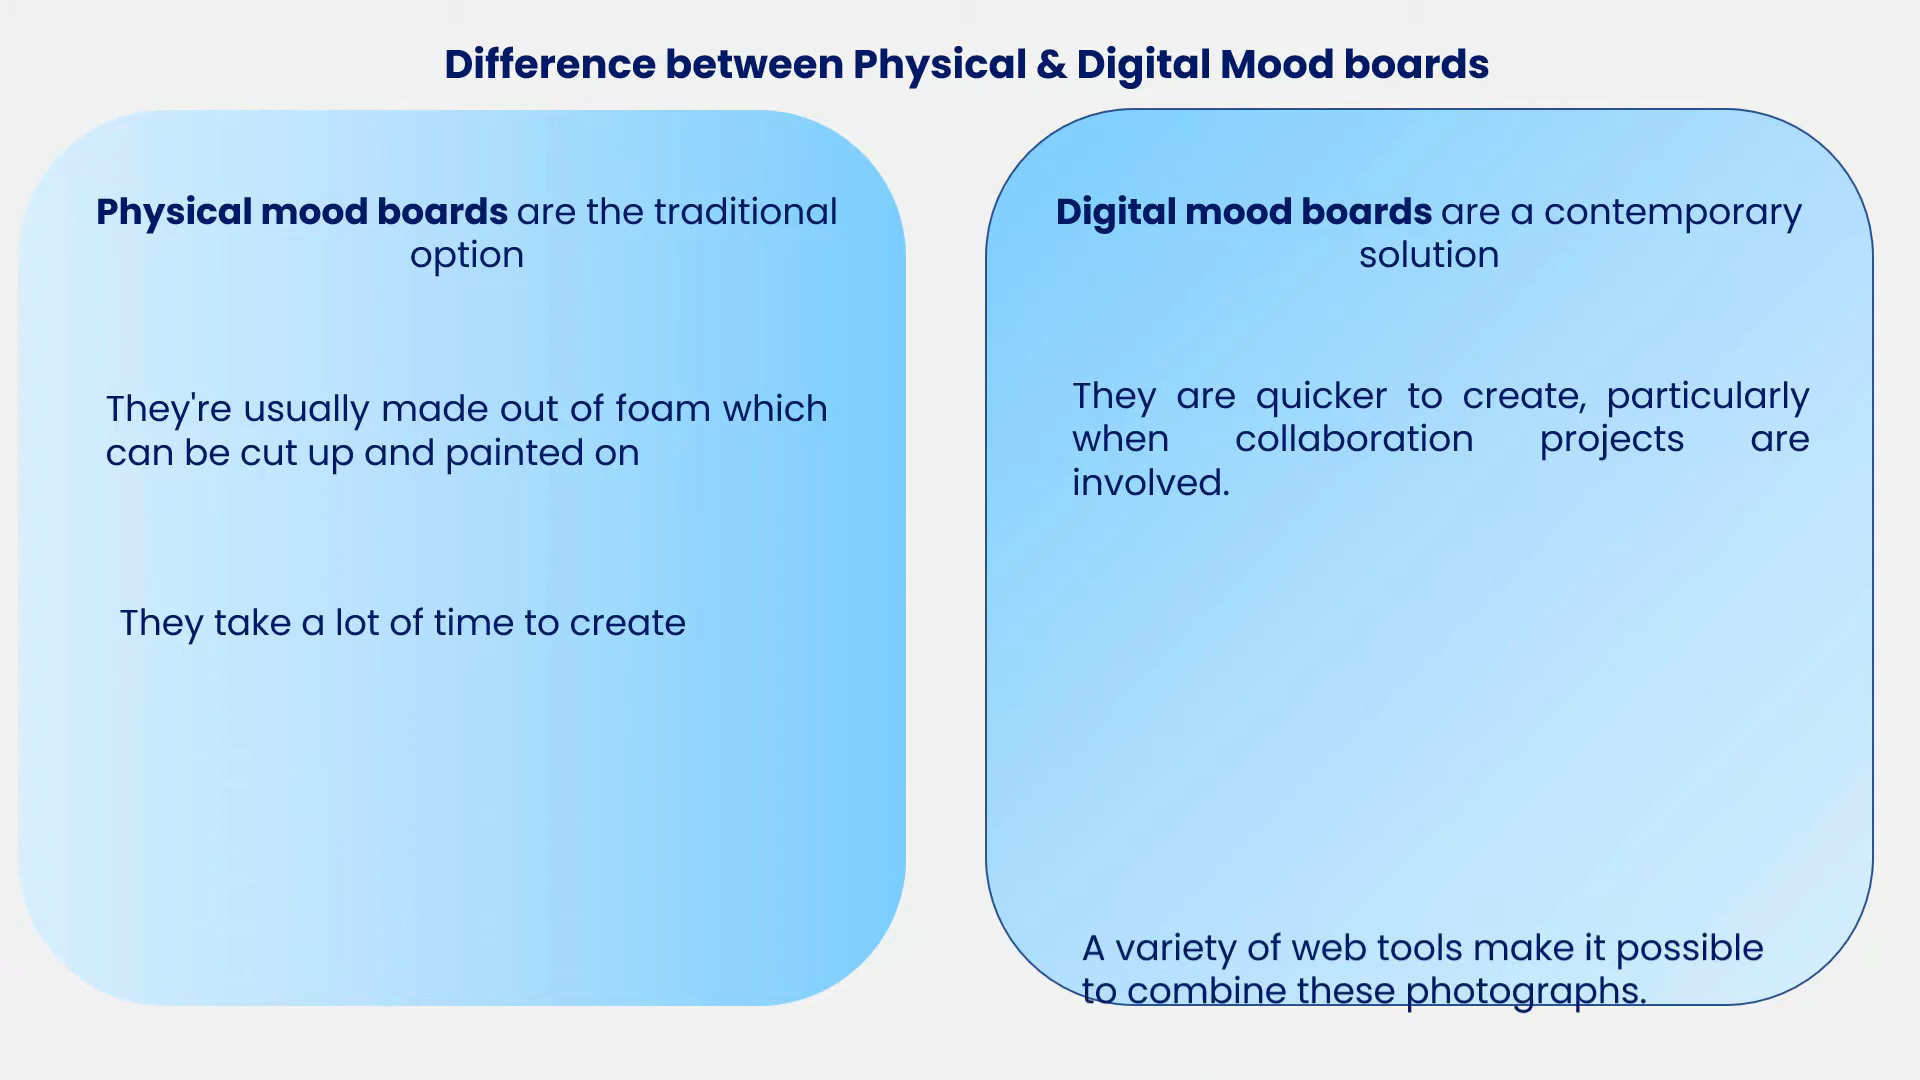 Difference between Physical & Digital Mood boards
Physical mood boards are the traditional
option
They're usually made out of foam which
can be cut up and painted on
They take a lot of time to create
Digital mood boards are a contemporary
solution
They are quicker to create, particularly
when collaboration projects are
involved.
A variety of web tools make it possible
to combine these photographs.